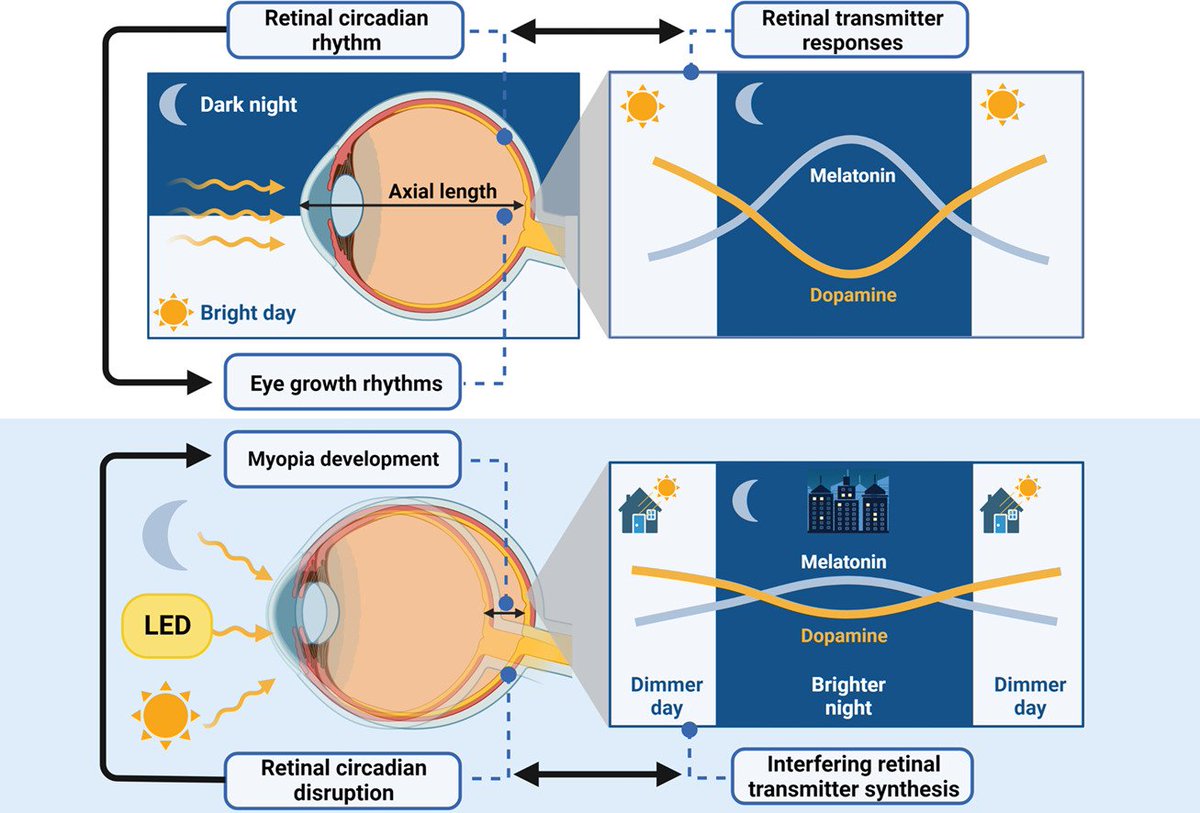 Retinal circadian
rhythm
Retinal transmitter
responses
Dark night
Axial length
Bright day
Melatonin
Dopamine
Eye growth rhythms
Myopia development
LED
Melatonin
Dopamine
Dimmer
day
Brighter
night
Dimmer
day
Retinal circadian
disruption
Interfering retinal
transmitter synthesis